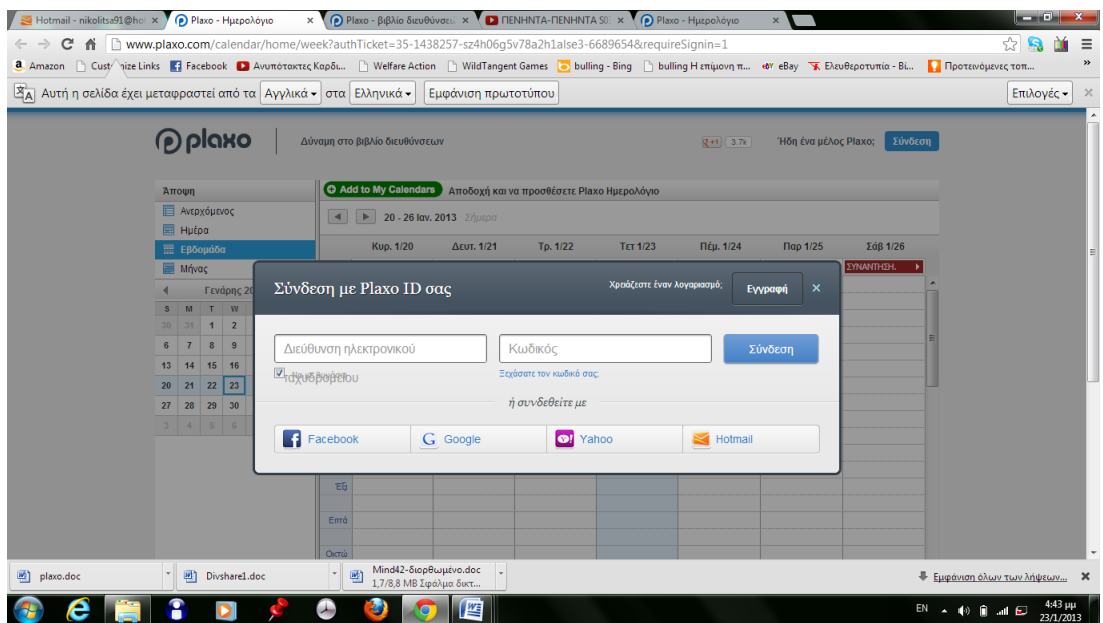 Hotmail - nikolitsa91@ho
Plaxo - Ημερολόγιο
Plaxo - βιβλίο διευθύνσε
ΠΕΝΗΝΤΑ-ΠΕΝΗΝΤΑ S0
Plaxo - Ημερολόγιο
www.plaxo.com/calendar/home/week?authTicket=35-1438257-sz4h06g5v78a2h1alse3-6689654&requireSignin=1
Amazon Customize Links Facebook Ανυπότακτες Καρδι... Welfare Action WildTangent Games bulling - Bing bulling Η επίμονη π... eBay Ελευθεροτυπία - Bi... Προτεινόμενες τοπ... »
Αυτή η σελίδα έχει μεταφραστεί από τα Αγγλικά στα Ελληνικά Εμφάνιση πρωτοτύπου Επιλογές
plaxo Δύναμη στο βιβλίο διευθύνσεων g+1 3.7k Ήδη ένα μέλος Plaxo; Σύνδεση
Άποψη
Add to My Calendars Αποδοχή και να προσθέσετε Plaxo Ημερολόγιο
Ανερχόμενος
20 - 26 Ιαν. 2013 Σήμερα
Ημέρα
Εβδομάδα
Κυρ. 1/20 Δευτ. 1/21 Τρ. 1/22 Τετ 1/23 Πέμ. 1/24 Παρ 1/25 Σάβ 1/26
Μήνας
ΣΥΝΑΝΤΗΣΗ.
Γενάρης 20
S M T W
30 31 1 2
6 7 8 9
13 14 15 16
20 21 22 23
27 28 29 30
3 4 5 6
Σύνδεση με Plaxo ID σας
Χρειάζεστε έναν λογαριασμό; Εγγραφή ×
Διεύθυνση ηλεκτρονικού
ταχυδρομείου
Κωδικός
Σύνδεση
Ξεχάσατε τον κωδικό σας;
ή συνδεθείτε με
Facebook Google Yahoo Hotmail
Έξι
Επτά
Οκτώ
plaxo.doc
Divshare1.doc
Mind42-διορθωμένο.doc
1,7/8,8 MB Σφάλμα δικτ...
Εμφάνιση όλων των λήψεων...
EN
4:43 μμ
23/1/2013